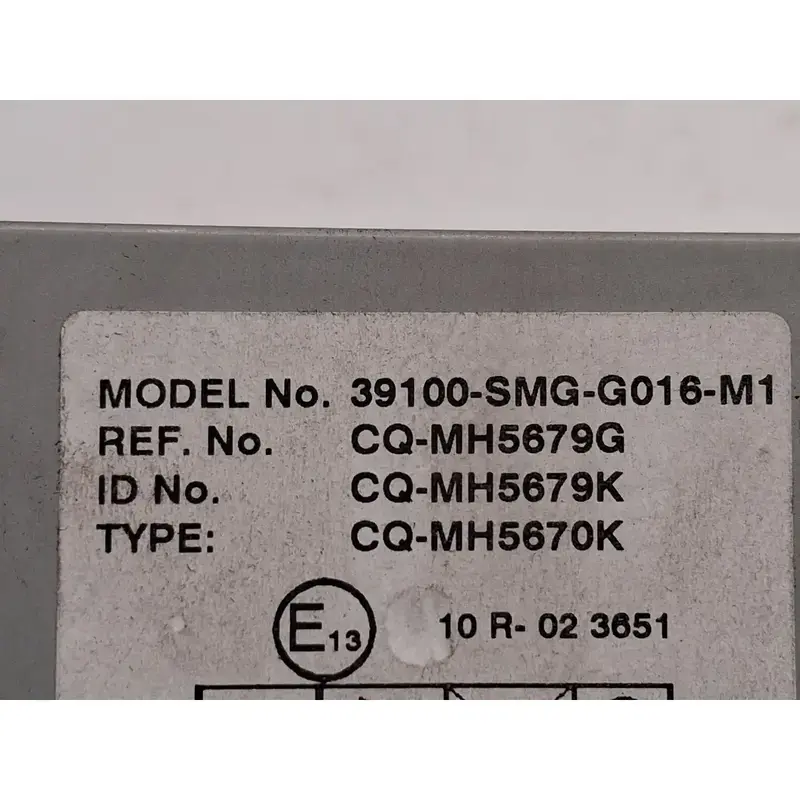 MODEL No. 39100-SMG-G016-M1
REF. No. CQ-MH5679G
ID No. CQ-MH5679K
TYPE: CQ-MH5670K
E13 10 R- 02 3651